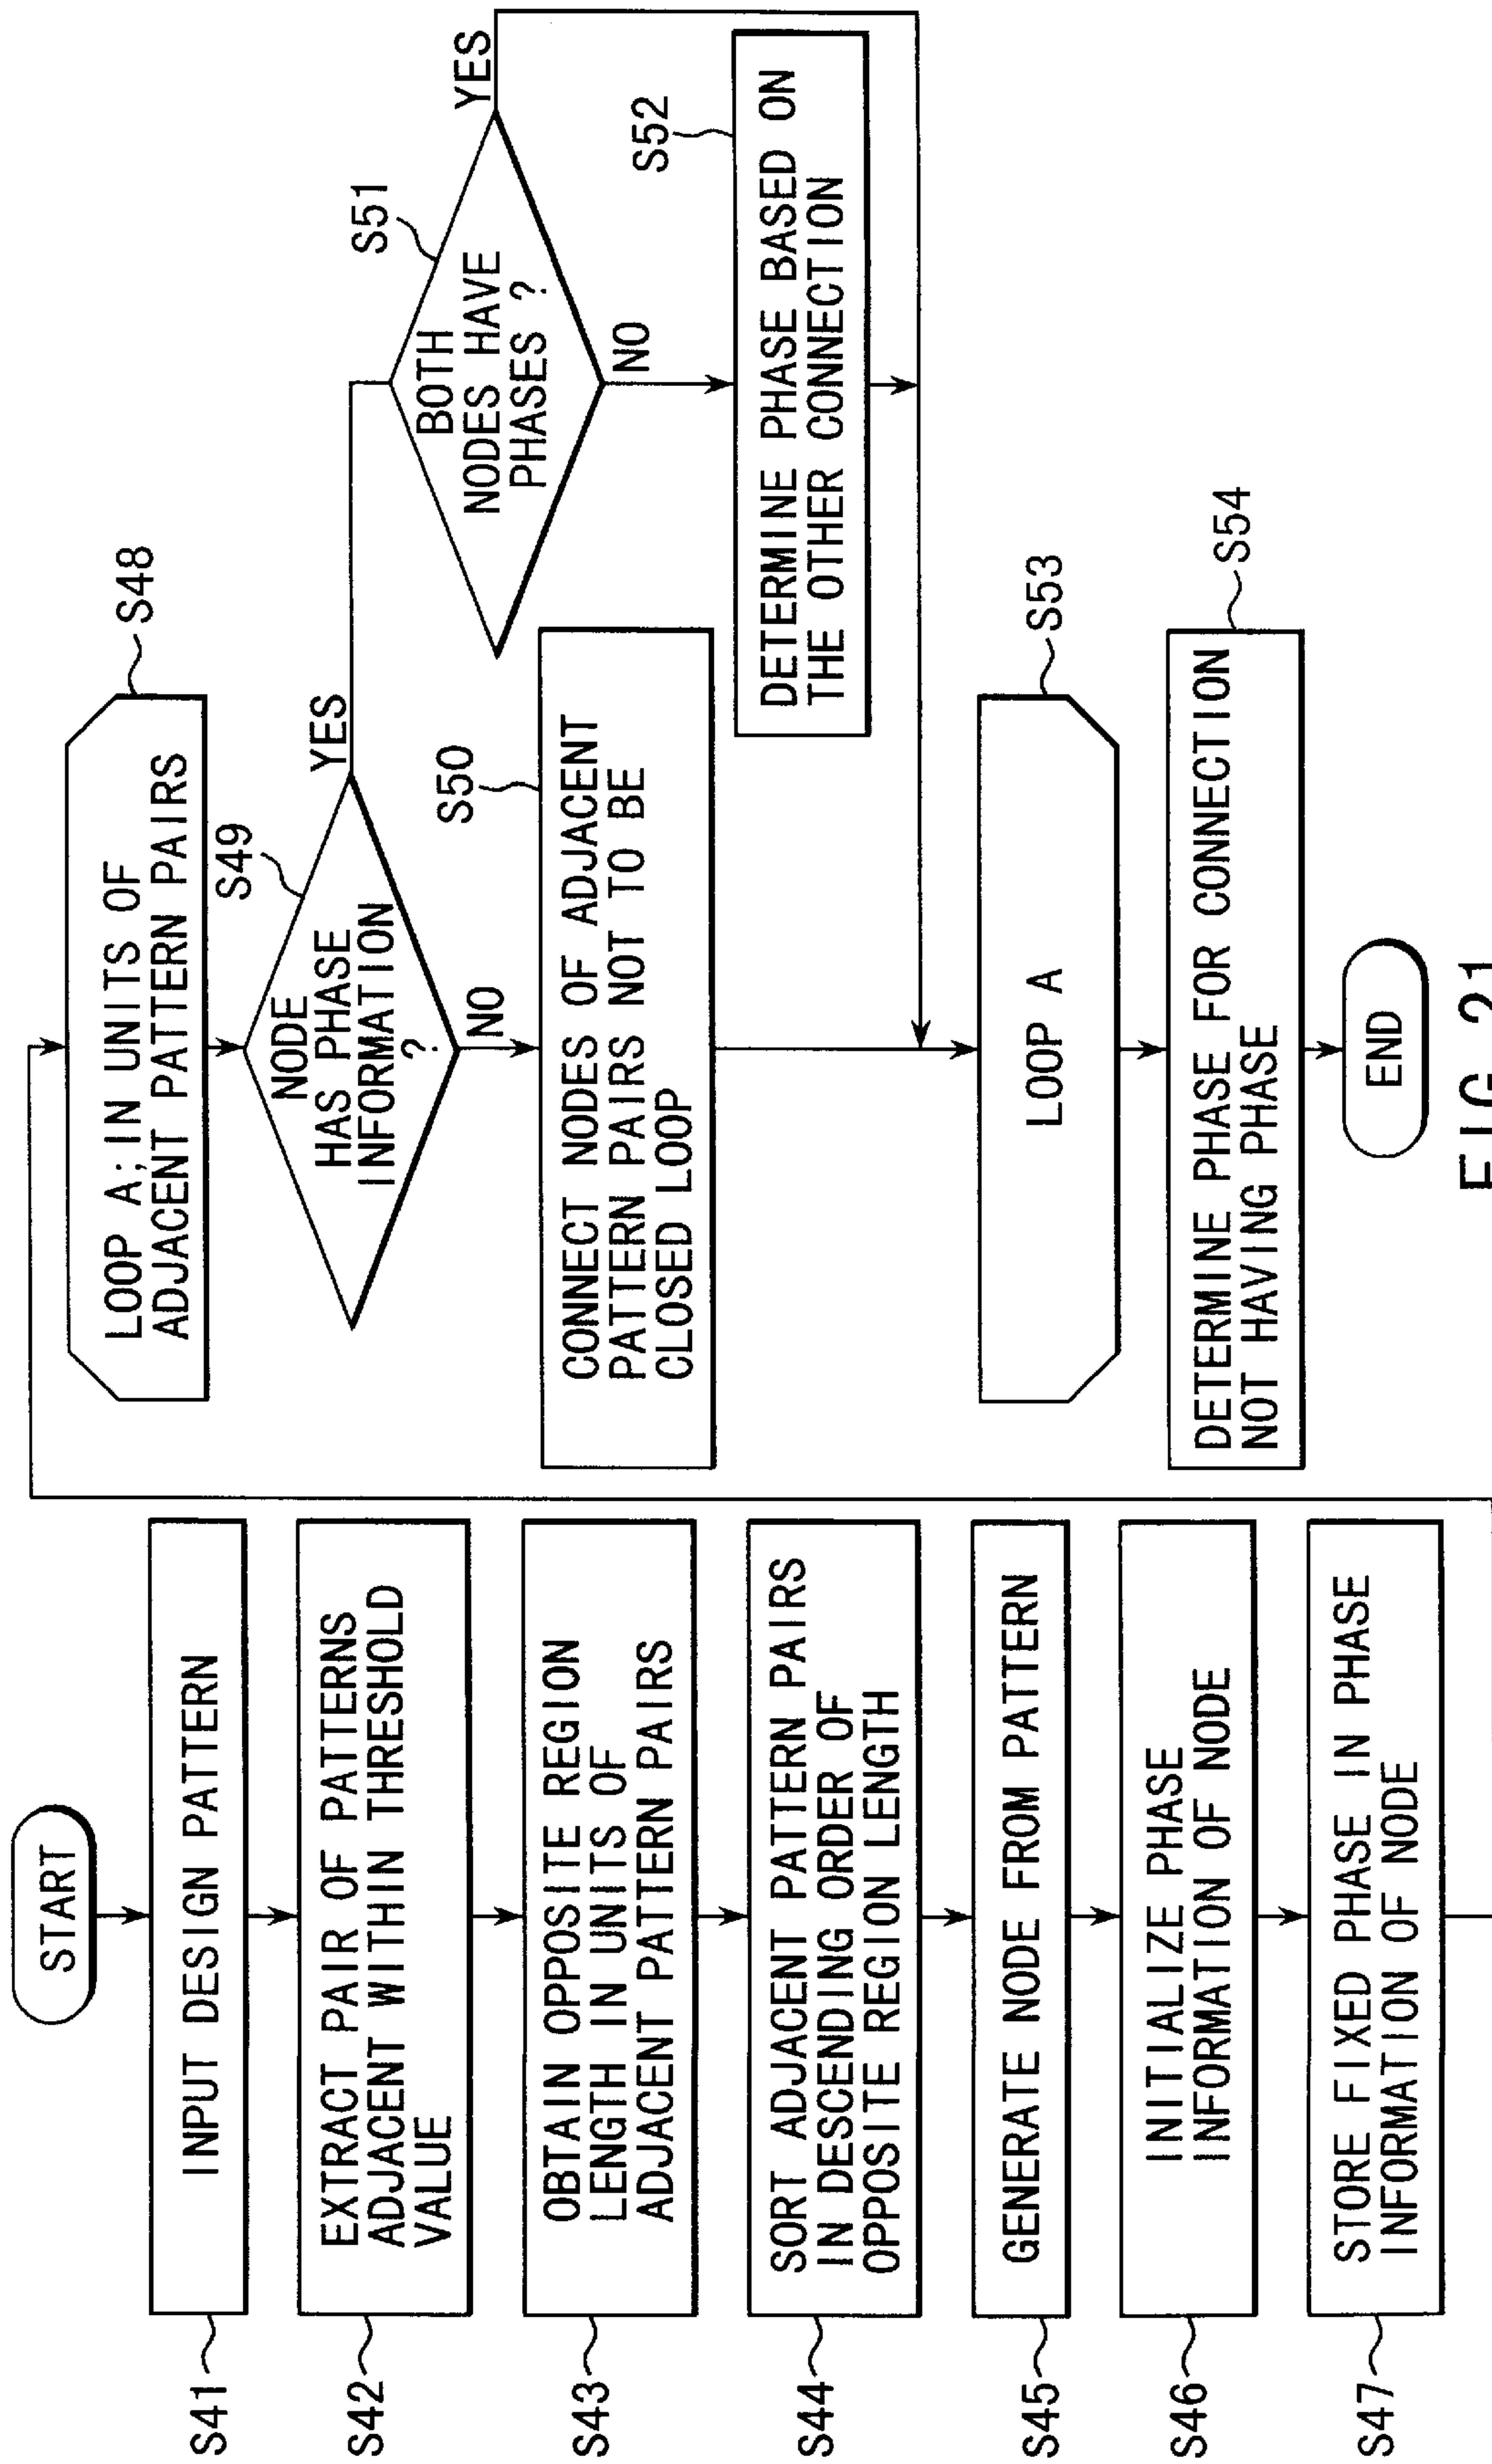 START
S41
INPUT DESIGN PATTERN
S42
EXTRACT PAIR OF PATTERNS
ADJACENT WITHIN THRESHOLD
VALUE
S43
OBTAIN OPPOSITE REGION
LENGTH IN UNITS OF
ADJACENT PATTERN PAIRS
S44
SORT ADJACENT PATTERN PAIRS
IN DESCENDING ORDER OF
OPPOSITE REGION LENGTH
S45
GENERATE NODE FROM PATTERN
S46
INITIALIZE PHASE
INFORMATION OF NODE
S47
STORE FIXED PHASE IN PHASE
INFORMATION OF NODE
S48
LOOP A; IN UNITS OF
ADJACENT PATTERN PAIRS
S49
NODE
HAS PHASE
INFORMATION
?
YES
NO
S50
CONNECT NODES OF ADJACENT
PATTERN PAIRS NOT TO BE
CLOSED LOOP
S51
BOTH
NODES HAVE
PHASES ?
YES
NO
S52
DETERMINE PHASE BASED ON
THE OTHER CONNECTION
S53
LOOP A
S54
DETERMINE PHASE FOR CONNECTION
NOT HAVING PHASE
END
FIG. 21